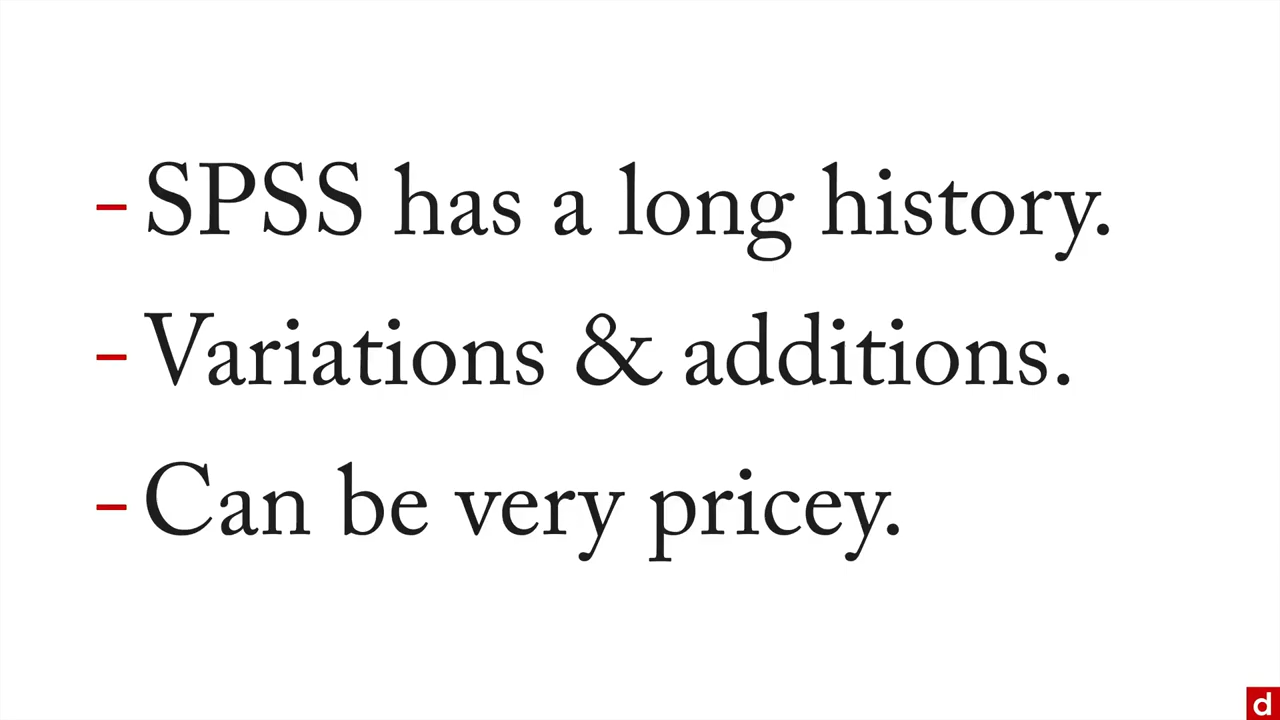 - SPSS has a long history.
- Variations & additions.
- Can be very pricey.
d